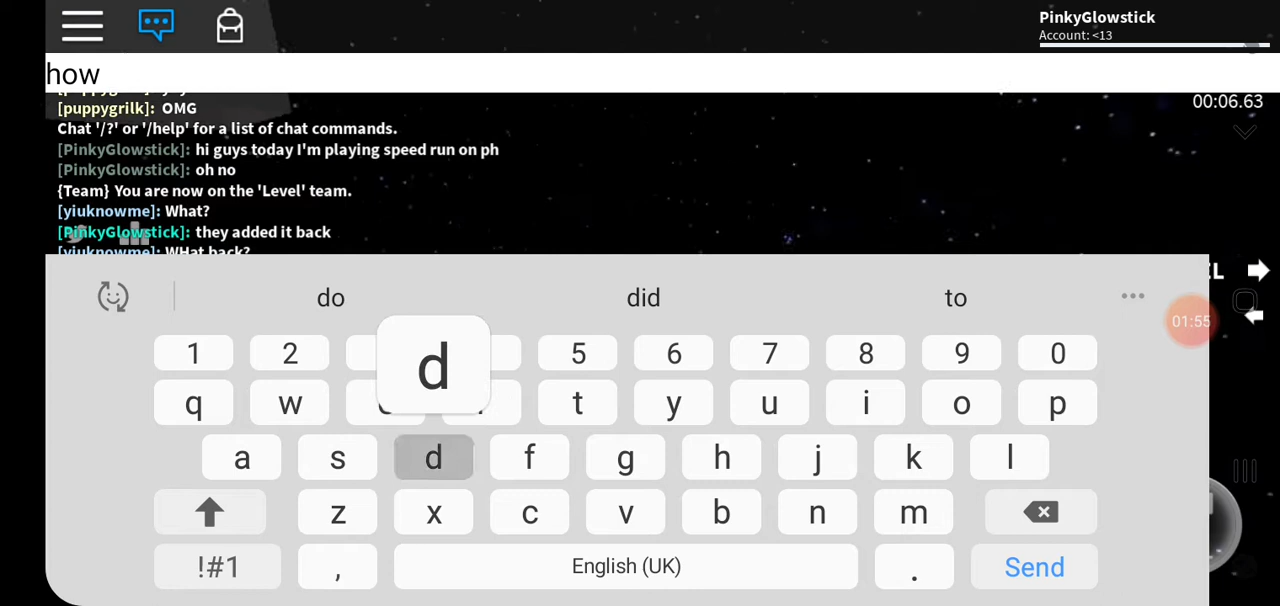 PinkyGlowstick
Account: <13
how
00:06.63
[puppygrilk]: OMG
Chat '/?' or '/help' for a list of chat commands.
[PinkyGlowstick]: hi guys today I'm playing speed run on ph
[PinkyGlowstick]: oh no
{Team} You are now on the 'Level' team.
[yiuknowme]: What?
[PinkyGlowstick]: they added it back
[yiuknowme]: WHat back?
do did to
01:55
1 2 5 6 7 8 9 0
d
q w t y u i o p
a s d f g h j k l
z x c v b n m
!#1 , English (UK) . Send